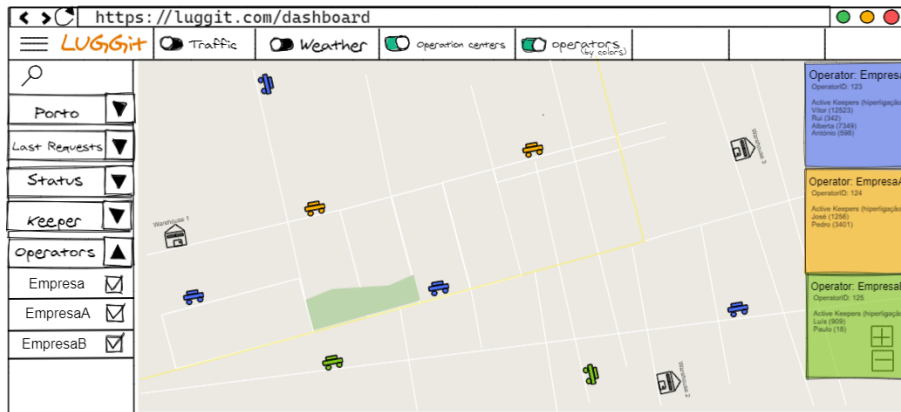 https://luggit.com/dashboard
LUGGit
Traffic
Weather
Operation centers
operators
(by colors)
Porto
Last Requests
Status
Keeper
Operators
Empresa
EmpresaA
EmpresaB
Warehouse 1
Warehouse 3
Warehouse 2
Operator: Empresa
OperatorID: 123
Active Keepers (hiperligação
Vitor (12523)
Rui (342)
Alberta (7349)
António (598)
Operator: EmpresaA
OperatorID: 124
Active Keepers (hiperligação
José (1256)
Pedro (3401)
Operator: EmpresaB
OperatorID: 125
Active Keepers (hiperligação
Luís (909)
Paulo (16)